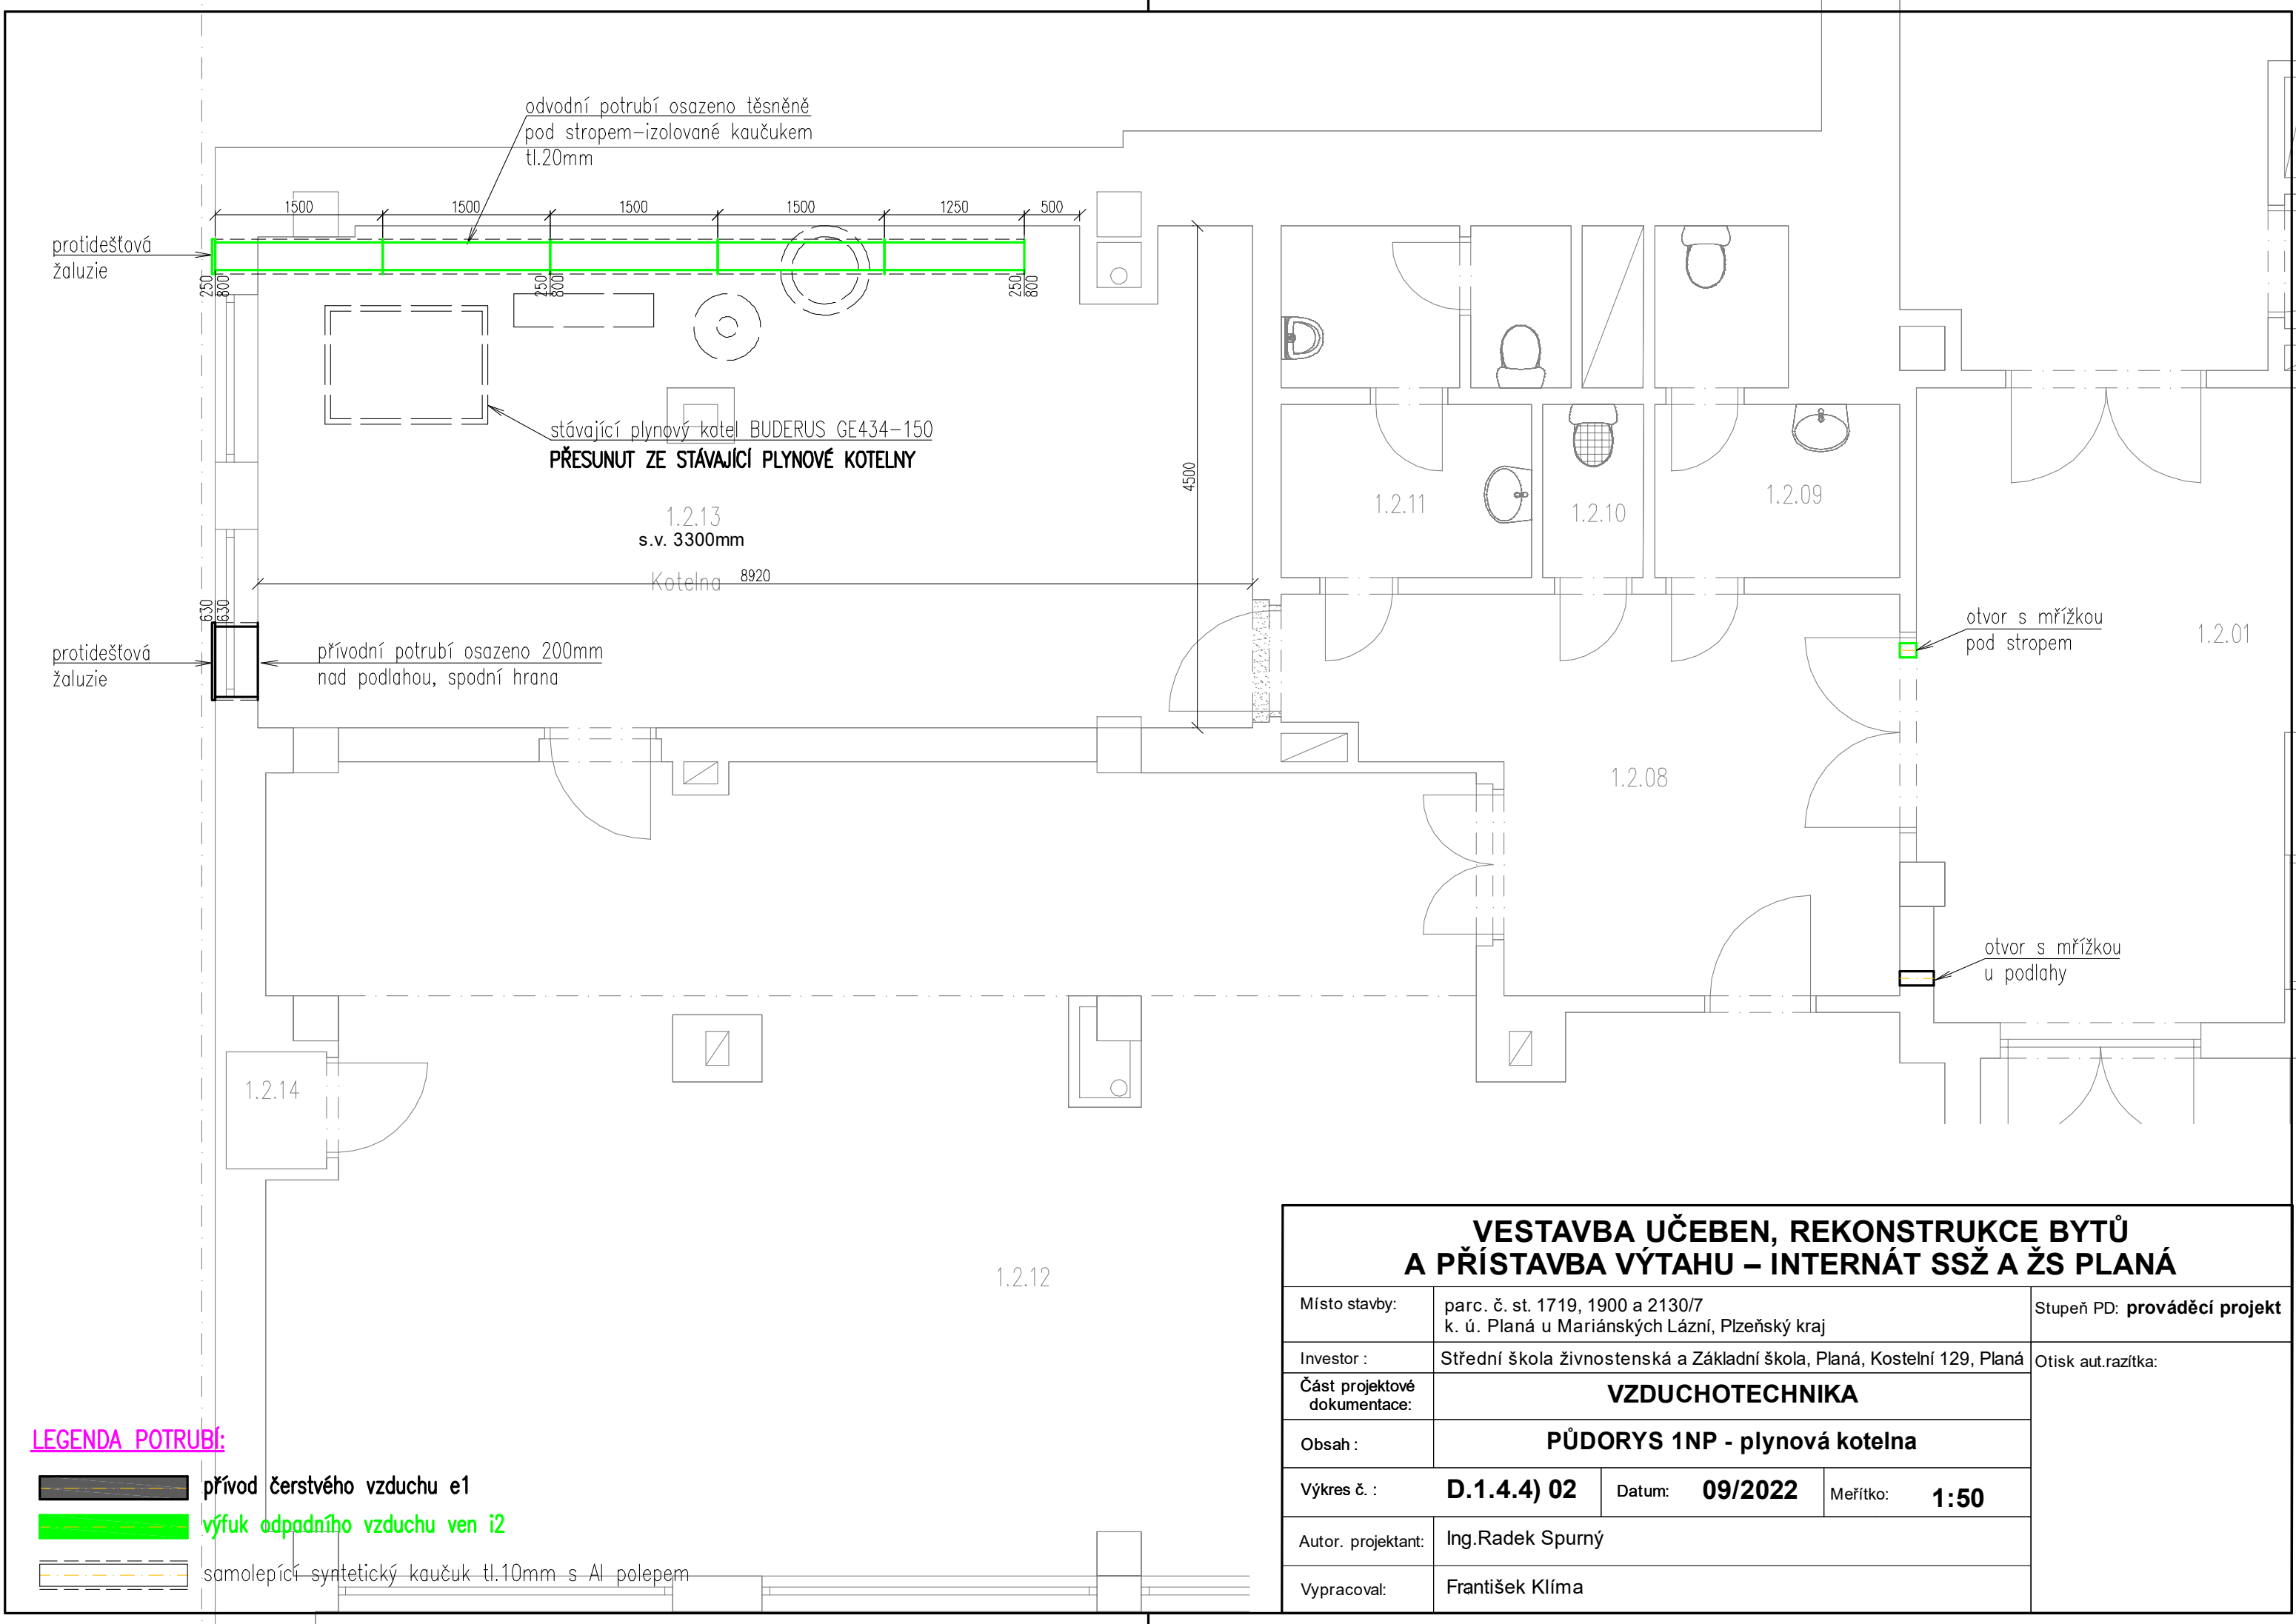 odvodní potrubí osazeno těsněně
pod stropem-izolované kaučukem
tl.20mm
1500
1500
1500
1500
1250
500
protidešťová
žaluzie
250
800
250
800
250
800
stávající plynový kotel BUDERUS GE434-150
PŘESUNUT ZE STÁVAJÍCÍ PLYNOVÉ KOTELNY
4500
1.2.13
s.v. 3300mm
Kotelna
8920
1.2.11
1.2.10
1.2.09
630
630
protidešťová
žaluzie
přívodní potrubí osazeno 200mm
nad podlahou, spodní hrana
otvor s mřížkou
pod stropem
1.2.01
1.2.08
otvor s mřížkou
u podlahy
1.2.14
1.2.12
LEGENDA POTRUBÍ:
přívod čerstvého vzduchu e1
výfuk odpadního vzduchu ven i2
samolepící syntetický kaučuk tl.10mm s Al polepem
VESTAVBA UČEBEN, REKONSTRUKCE BYTŮ
A PŘÍSTAVBA VÝTAHU – INTERNÁT SSŽ A ŽS PLANÁ
Místo stavby:
parc. č. st. 1719, 1900 a 2130/7
k. ú. Planá u Mariánských Lázní, Plzeňský kraj
Stupeň PD: prováděcí projekt
Investor :
Střední škola živnostenská a Základní škola, Planá, Kostelní 129, Planá
Otisk aut.razítka:
Část projektové
dokumentace:
VZDUCHOTECHNIKA
Obsah :
PŮDORYS 1NP - plynová kotelna
Výkres č. :
D.1.4.4) 02
Datum:
09/2022
Meřítko:
1:50
Autor. projektant:
Ing.Radek Spurný
Vypracoval:
František Klíma